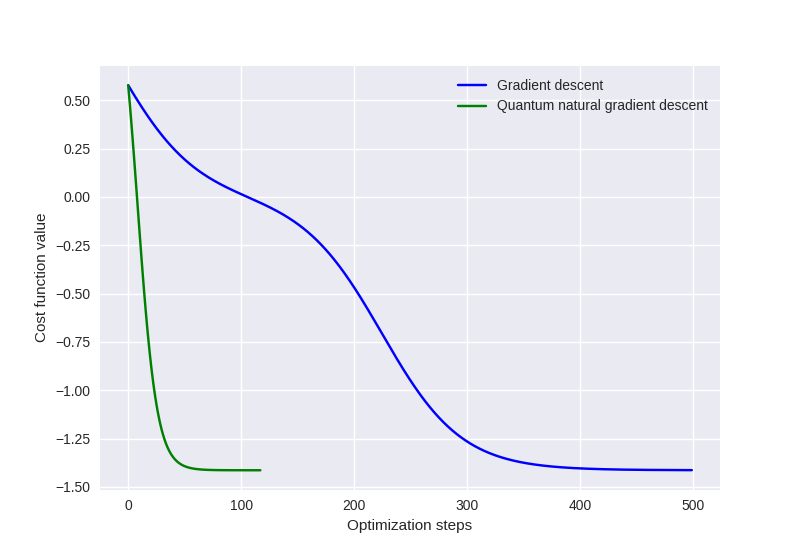 Gradient descent
Quantum natural gradient descent
0.50
0.25
0.00
−0.25
−0.50
−0.75
−1.00
−1.25
−1.50
Cost function value
0 100 200 300 400 500
Optimization steps